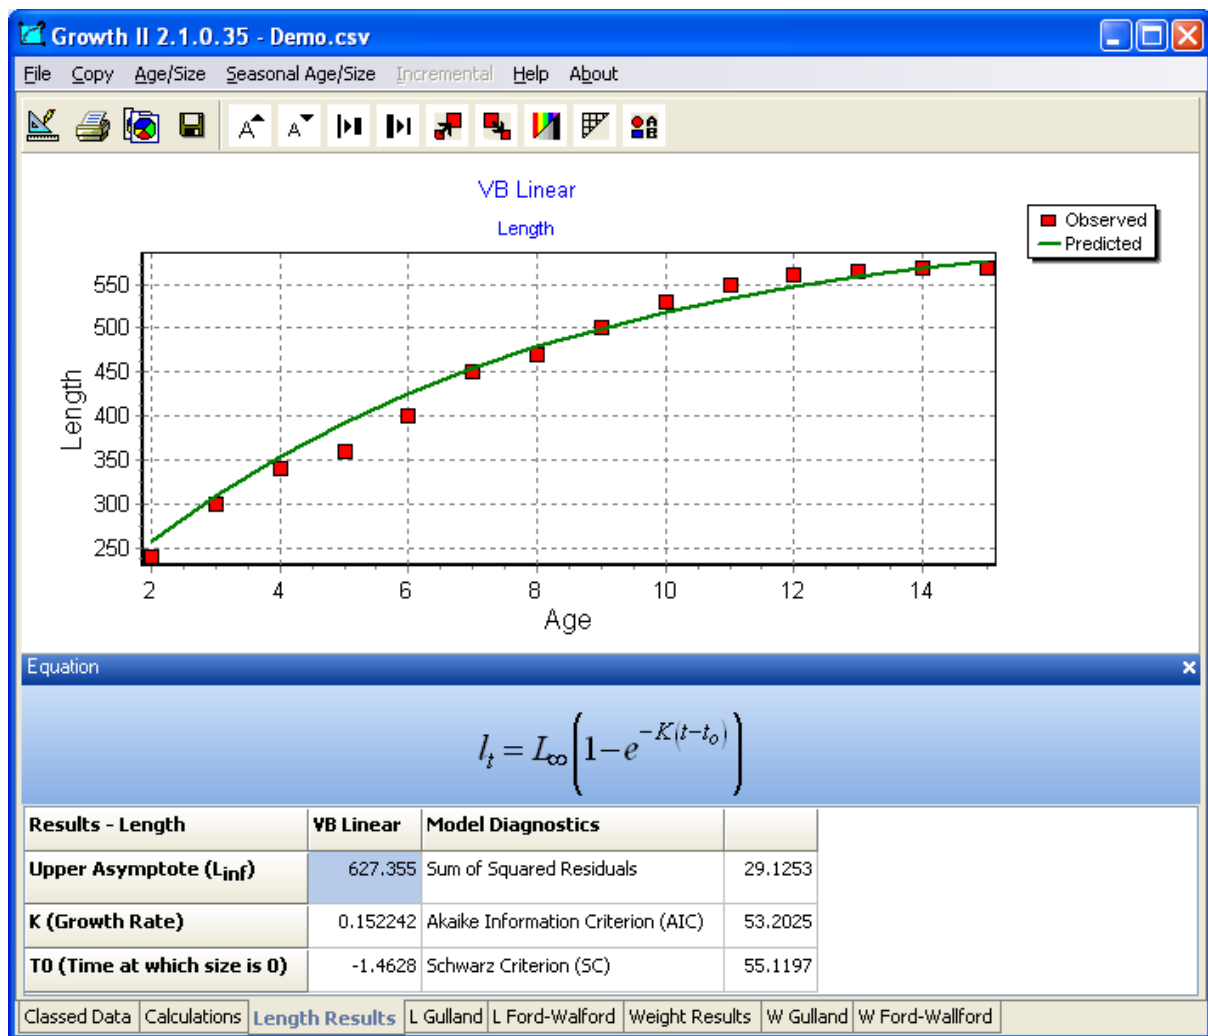 Growth II 2.1.0.35 - Demo.csv
File Copy Age/Size Seasonal Age/Size Incremental Help About
VB Linear
Length
Observed
Predicted
550
500
450
400
350
300
250
Length
2 4 6 8 10 12 14
Age
Equation
l_t = L_∞(1-e^{-K(t-t_o)})
Results - Length VB Linear Model Diagnostics
Upper Asymptote (Linf) 627.355 Sum of Squared Residuals 29.1253
K (Growth Rate) 0.152242 Akaike Information Criterion (AIC) 53.2025
T0 (Time at which size is 0) -1.4628 Schwarz Criterion (SC) 55.1197
Classed Data Calculations Length Results L Gulland L Ford-Walford Weight Results W Gulland W Ford-Wallford